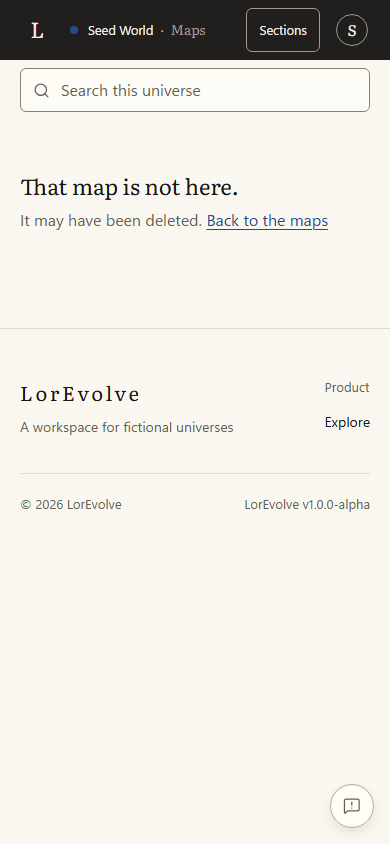 L Seed World · Maps Sections S
Search this universe
That map is not here.
It may have been deleted. Back to the maps
LorEvolve
Product
A workspace for fictional universes
Explore
© 2026 LorEvolve LorEvolve v1.0.0-alpha